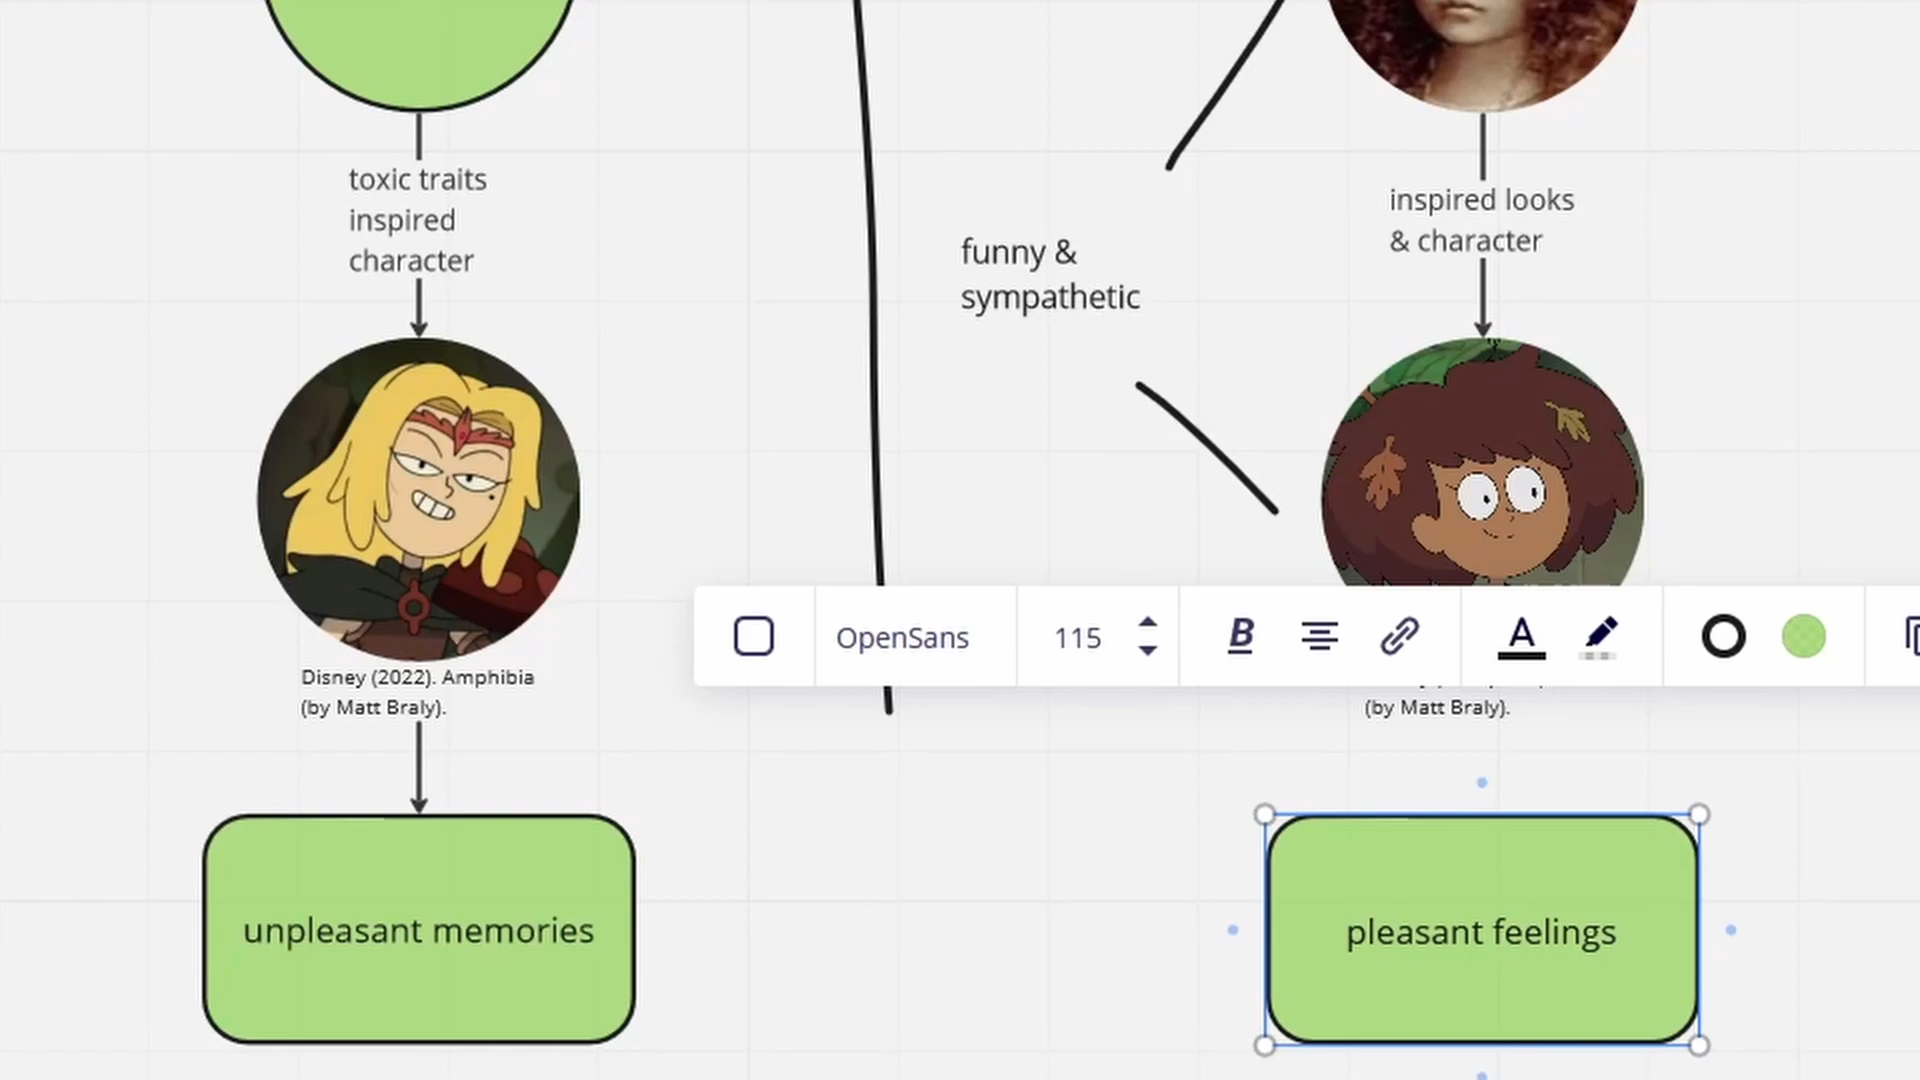 toxic traits
inspired
character
inspired looks
& character
funny &
sympathetic
OpenSans
115
B
A
Disney (2022). Amphibia
(by Matt Braly).
(by Matt Braly).
unpleasant memories
pleasant feelings